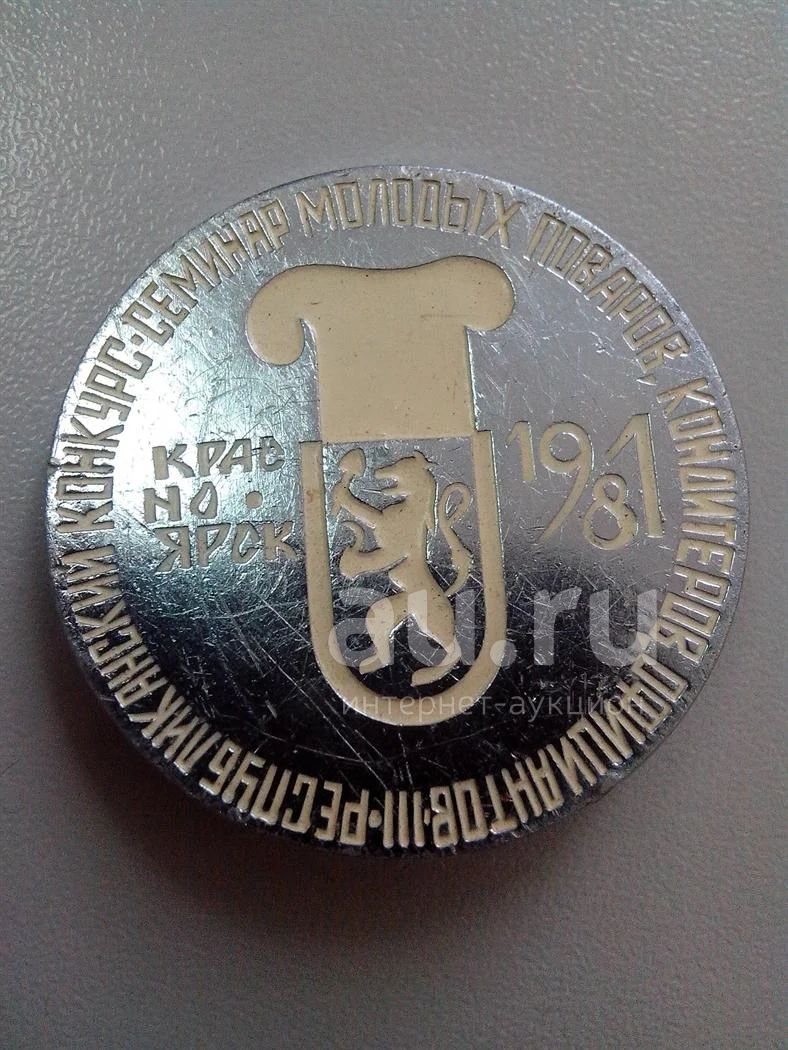 III · РЕСПУБЛИКАНСКИЙ КОНКУРС · СЕМИНАР МОЛОДЫХ ПОВАРОВ, КОНДИТЕРОВ, ОФИЦИАНТОВ ·
КРАС
НО ·
ЯРСК
1981
au.ru
интернет-аукцион